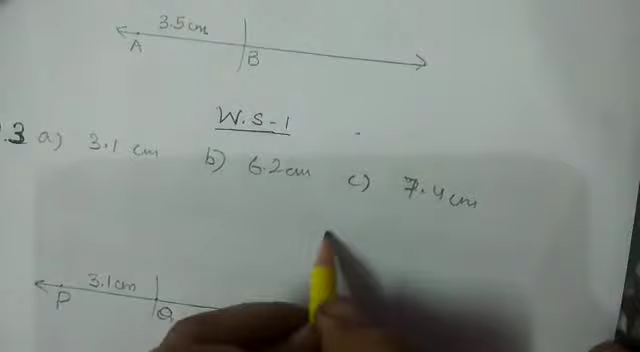 3.5cm
A B
W.S-1
.3 a) 3.1 cm b) 6.2cm c) 7.4cm
3.1cm
P Q